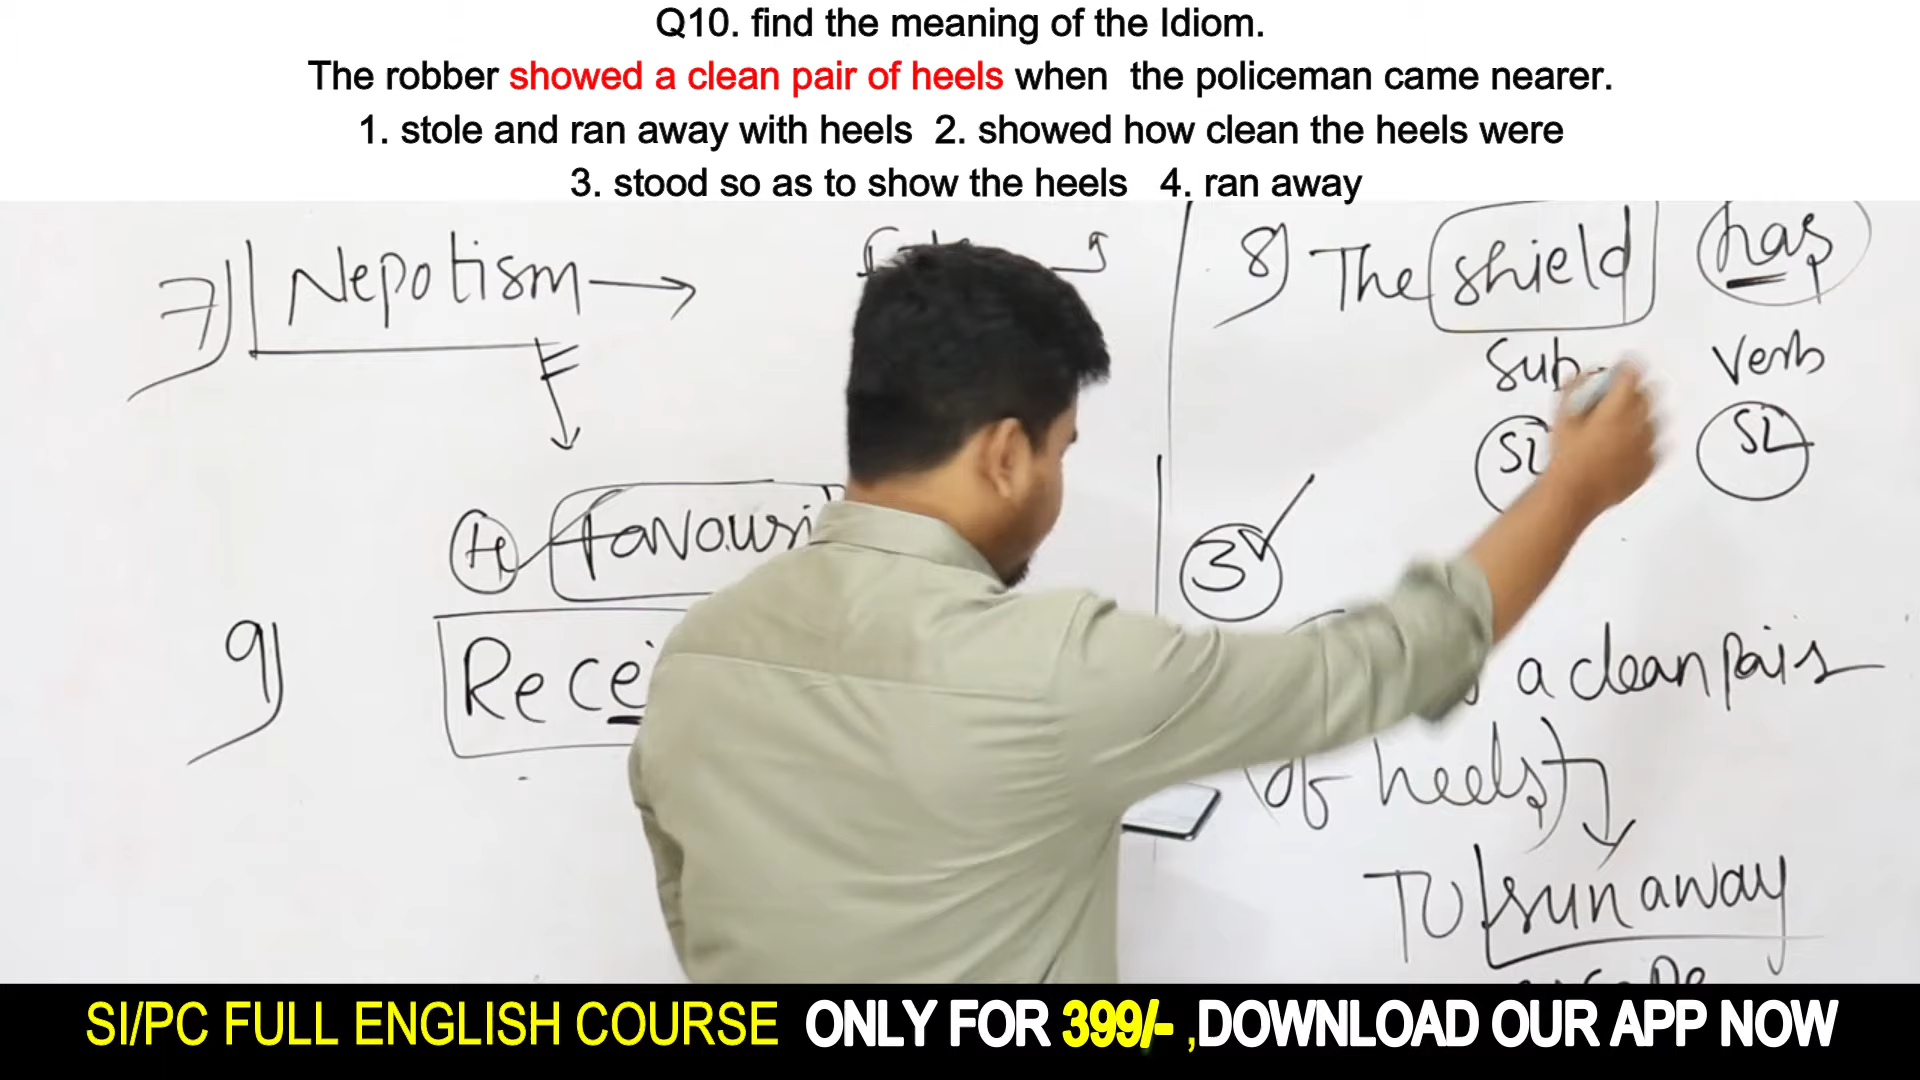 Q10. find the meaning of the Idiom.
The robber showed a clean pair of heels when the policeman came nearer.
1. stole and ran away with heels 2. showed how clean the heels were
3. stood so as to show the heels 4. ran away
7) Nepotism
8) The shield has
Sub Verb
3
9)
a clean pair
of heels
To run away
SI/PC FULL ENGLISH COURSE ONLY FOR 399/- ,DOWNLOAD OUR APP NOW